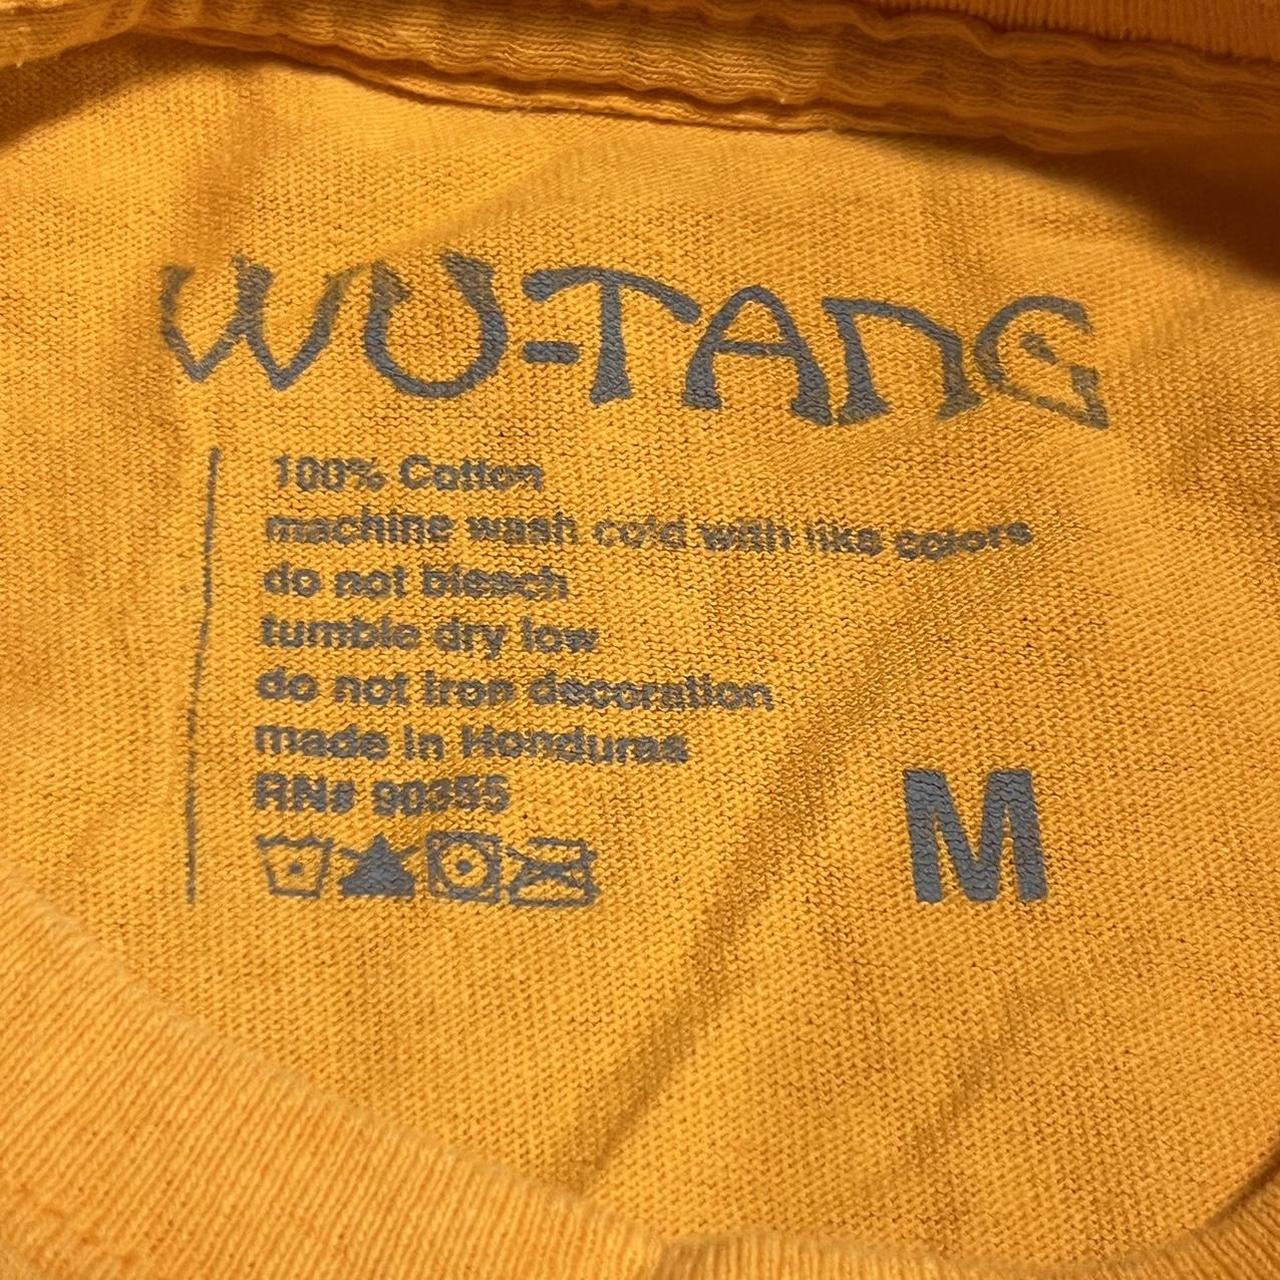 WU-TANG
100% Cotton
machine wash cold with like colors
do not bleach
tumble dry low
do not iron decoration
made in Honduras
RN# 90355
M